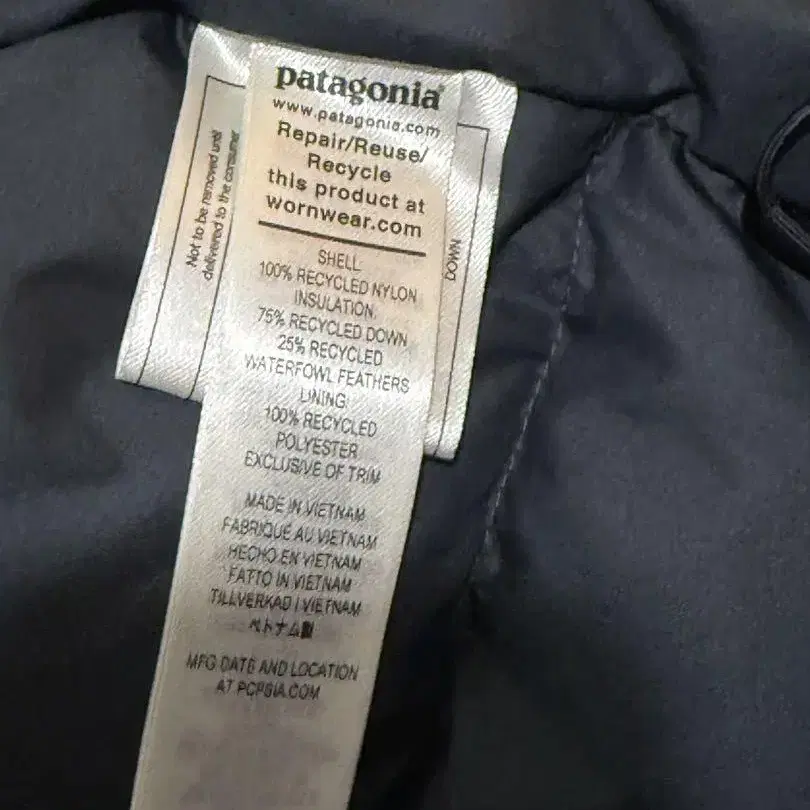 patagonia®
www.patagonia.com
Repair/Reuse/
Recycle
this product at
wornwear.com
SHELL:
100% RECYCLED NYLON
INSULATION:
75% RECYCLED DOWN
25% RECYCLED
WATERFOWL FEATHERS
LINING:
100% RECYCLED
POLYESTER
EXCLUSIVE OF TRIM
MADE IN VIETNAM
FABRIQUÉ AU VIETNAM
HECHO EN VIETNAM
FATTO IN VIETNAM
TILLVERKAD I VIETNAM
ベトナム製
MFG DATE AND LOCATION
AT PCPSIA.COM
Not to be removed until
delivered to the consumer
DOWN